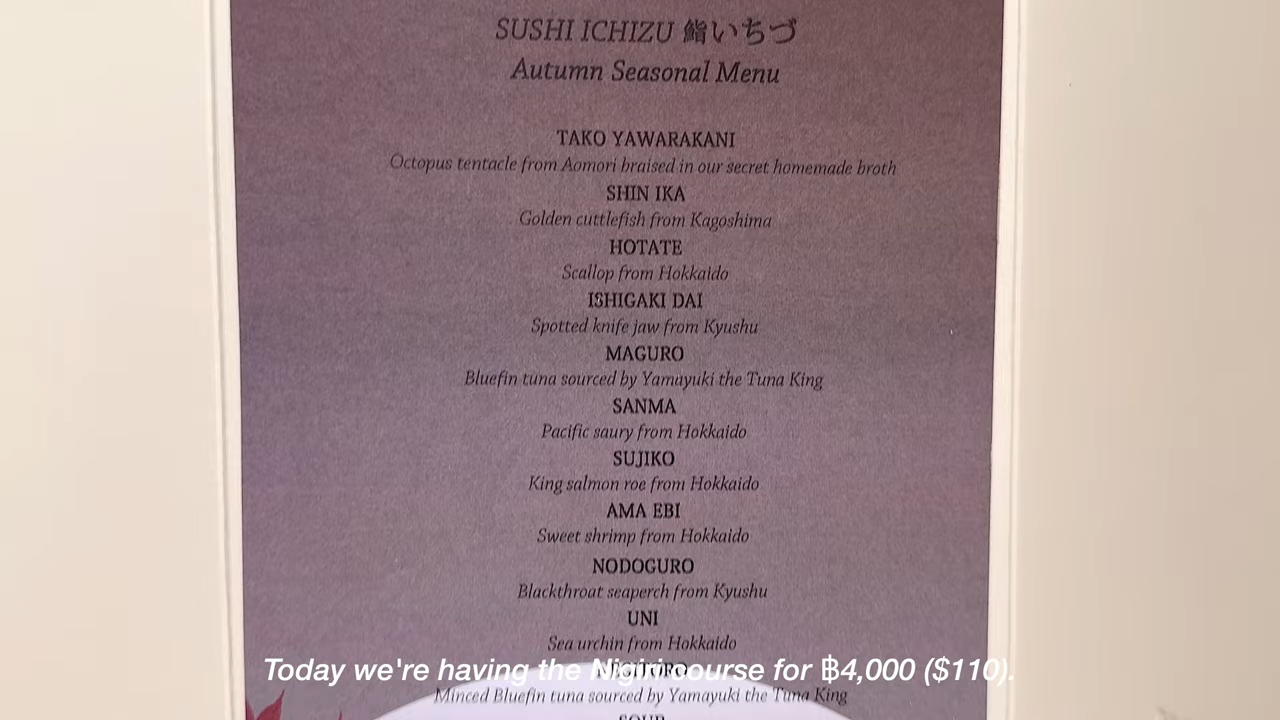 SUSHI ICHIZU 鮨いちづ
Autumn Seasonal Menu
TAKO YAWARAKANI
Octopus tentacle from Aomori braised in our secret homemade broth
SHIN IKA
Golden cuttlefish from Kagoshima
HOTATE
Scallop from Hokkaido
ISHIGAKI DAI
Spotted knife jaw from Kyushu
MAGURO
Bluefin tuna sourced by Yamayuki the Tuna King
SANMA
Pacific saury from Hokkaido
SUJIKO
King salmon roe from Hokkaido
AMA EBI
Sweet shrimp from Hokkaido
NODOGURO
Blackthroat seaperch from Kyushu
UNI
Sea urchin from Hokkaido
Today we're having the Nigiri course for ฿4,000 ($110).
Minced Bluefin tuna sourced by Yamayuki the Tuna King
SOUP